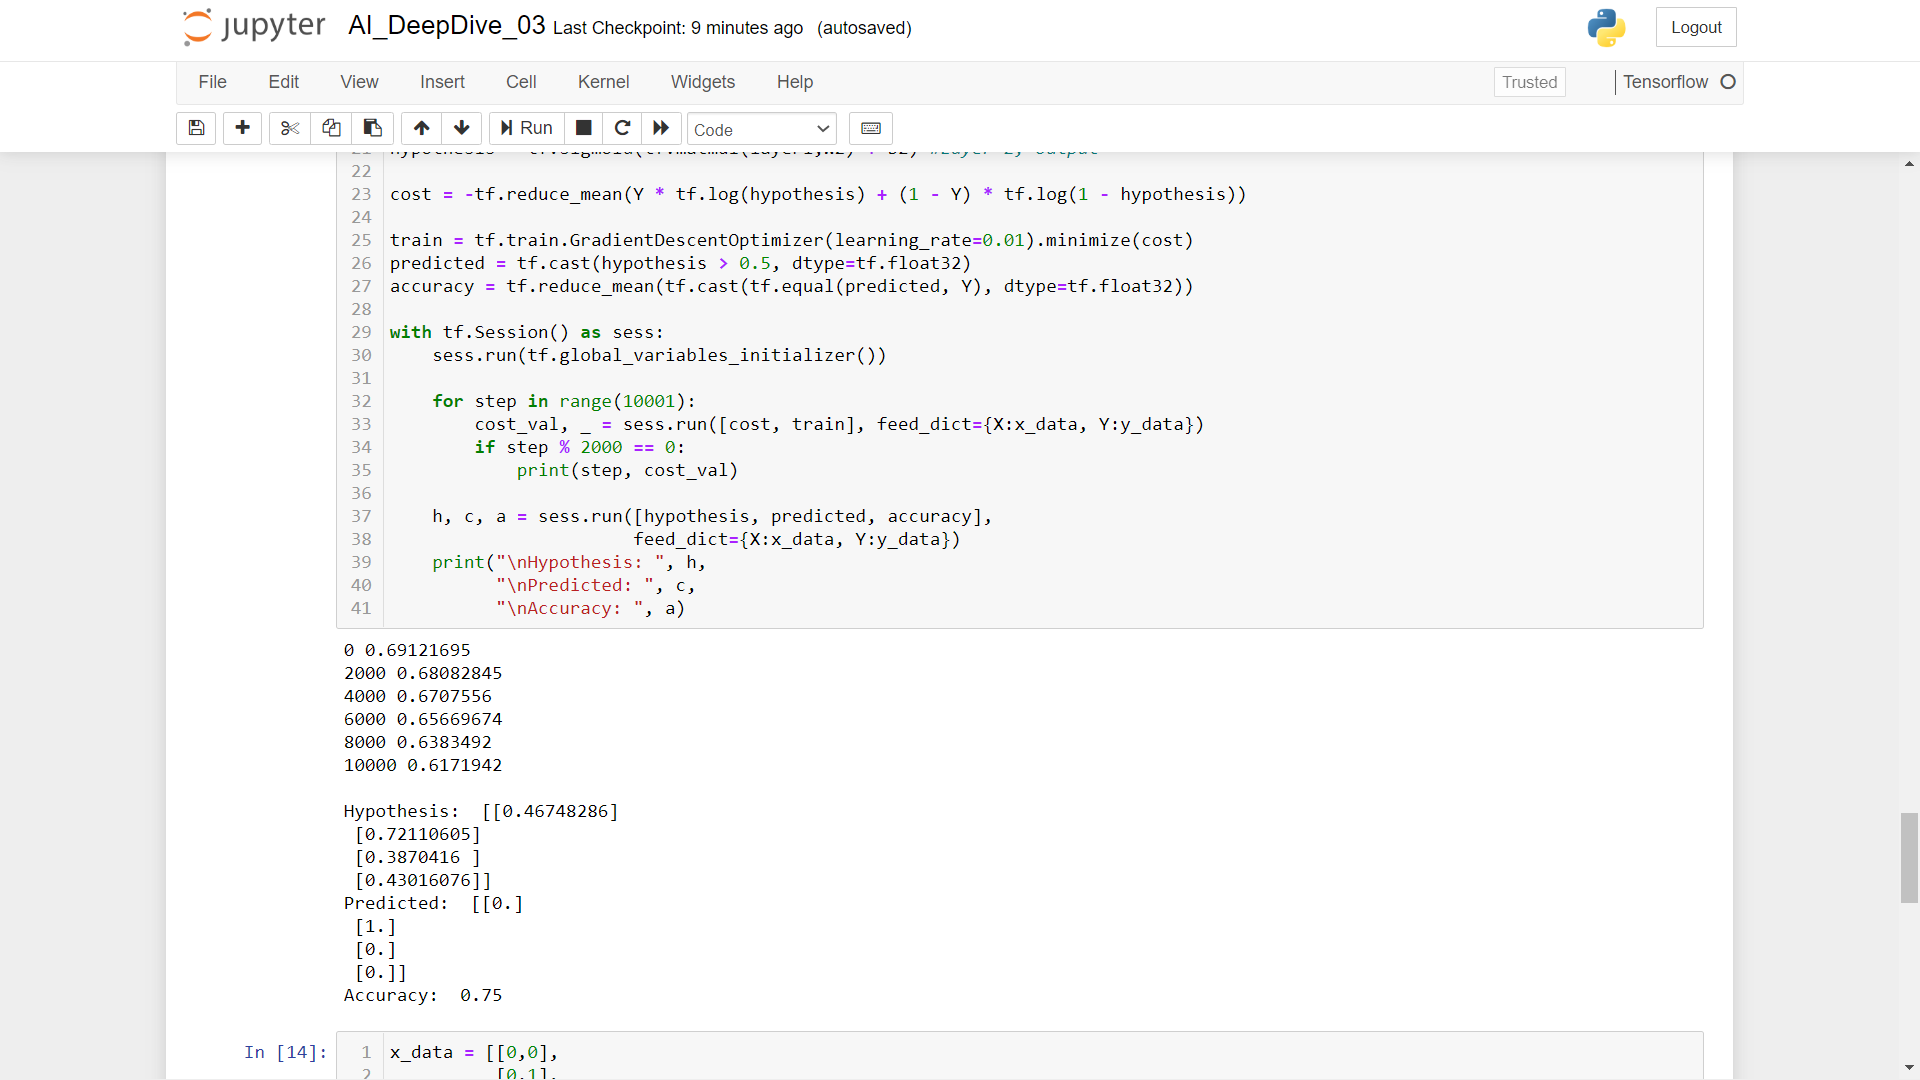 jupyter AI_DeepDive_03 Last Checkpoint: 9 minutes ago (autosaved) Logout
File Edit View Insert Cell Kernel Widgets Help Trusted Tensorflow
Run Code
22
23 cost = -tf.reduce_mean(Y * tf.log(hypothesis) + (1 - Y) * tf.log(1 - hypothesis))
24
25 train = tf.train.GradientDescentOptimizer(learning_rate=0.01).minimize(cost)
26 predicted = tf.cast(hypothesis > 0.5, dtype=tf.float32)
27 accuracy = tf.reduce_mean(tf.cast(tf.equal(predicted, Y), dtype=tf.float32))
28
29 with tf.Session() as sess:
30     sess.run(tf.global_variables_initializer())
31
32     for step in range(10001):
33         cost_val, _ = sess.run([cost, train], feed_dict={X:x_data, Y:y_data})
34         if step % 2000 == 0:
35             print(step, cost_val)
36
37     h, c, a = sess.run([hypothesis, predicted, accuracy],
38                        feed_dict={X:x_data, Y:y_data})
39     print("\nHypothesis: ", h,
40           "\nPredicted: ", c,
41           "\nAccuracy: ", a)
0 0.69121695
2000 0.68082845
4000 0.6707556
6000 0.65669674
8000 0.6383492
10000 0.6171942
Hypothesis:  [[0.46748286]
 [0.72110605]
 [0.3870416 ]
 [0.43016076]]
Predicted:  [[0.]
 [1.]
 [0.]
 [0.]]
Accuracy:  0.75
In [14]: 1 x_data = [[0,0],
2           [0,1],